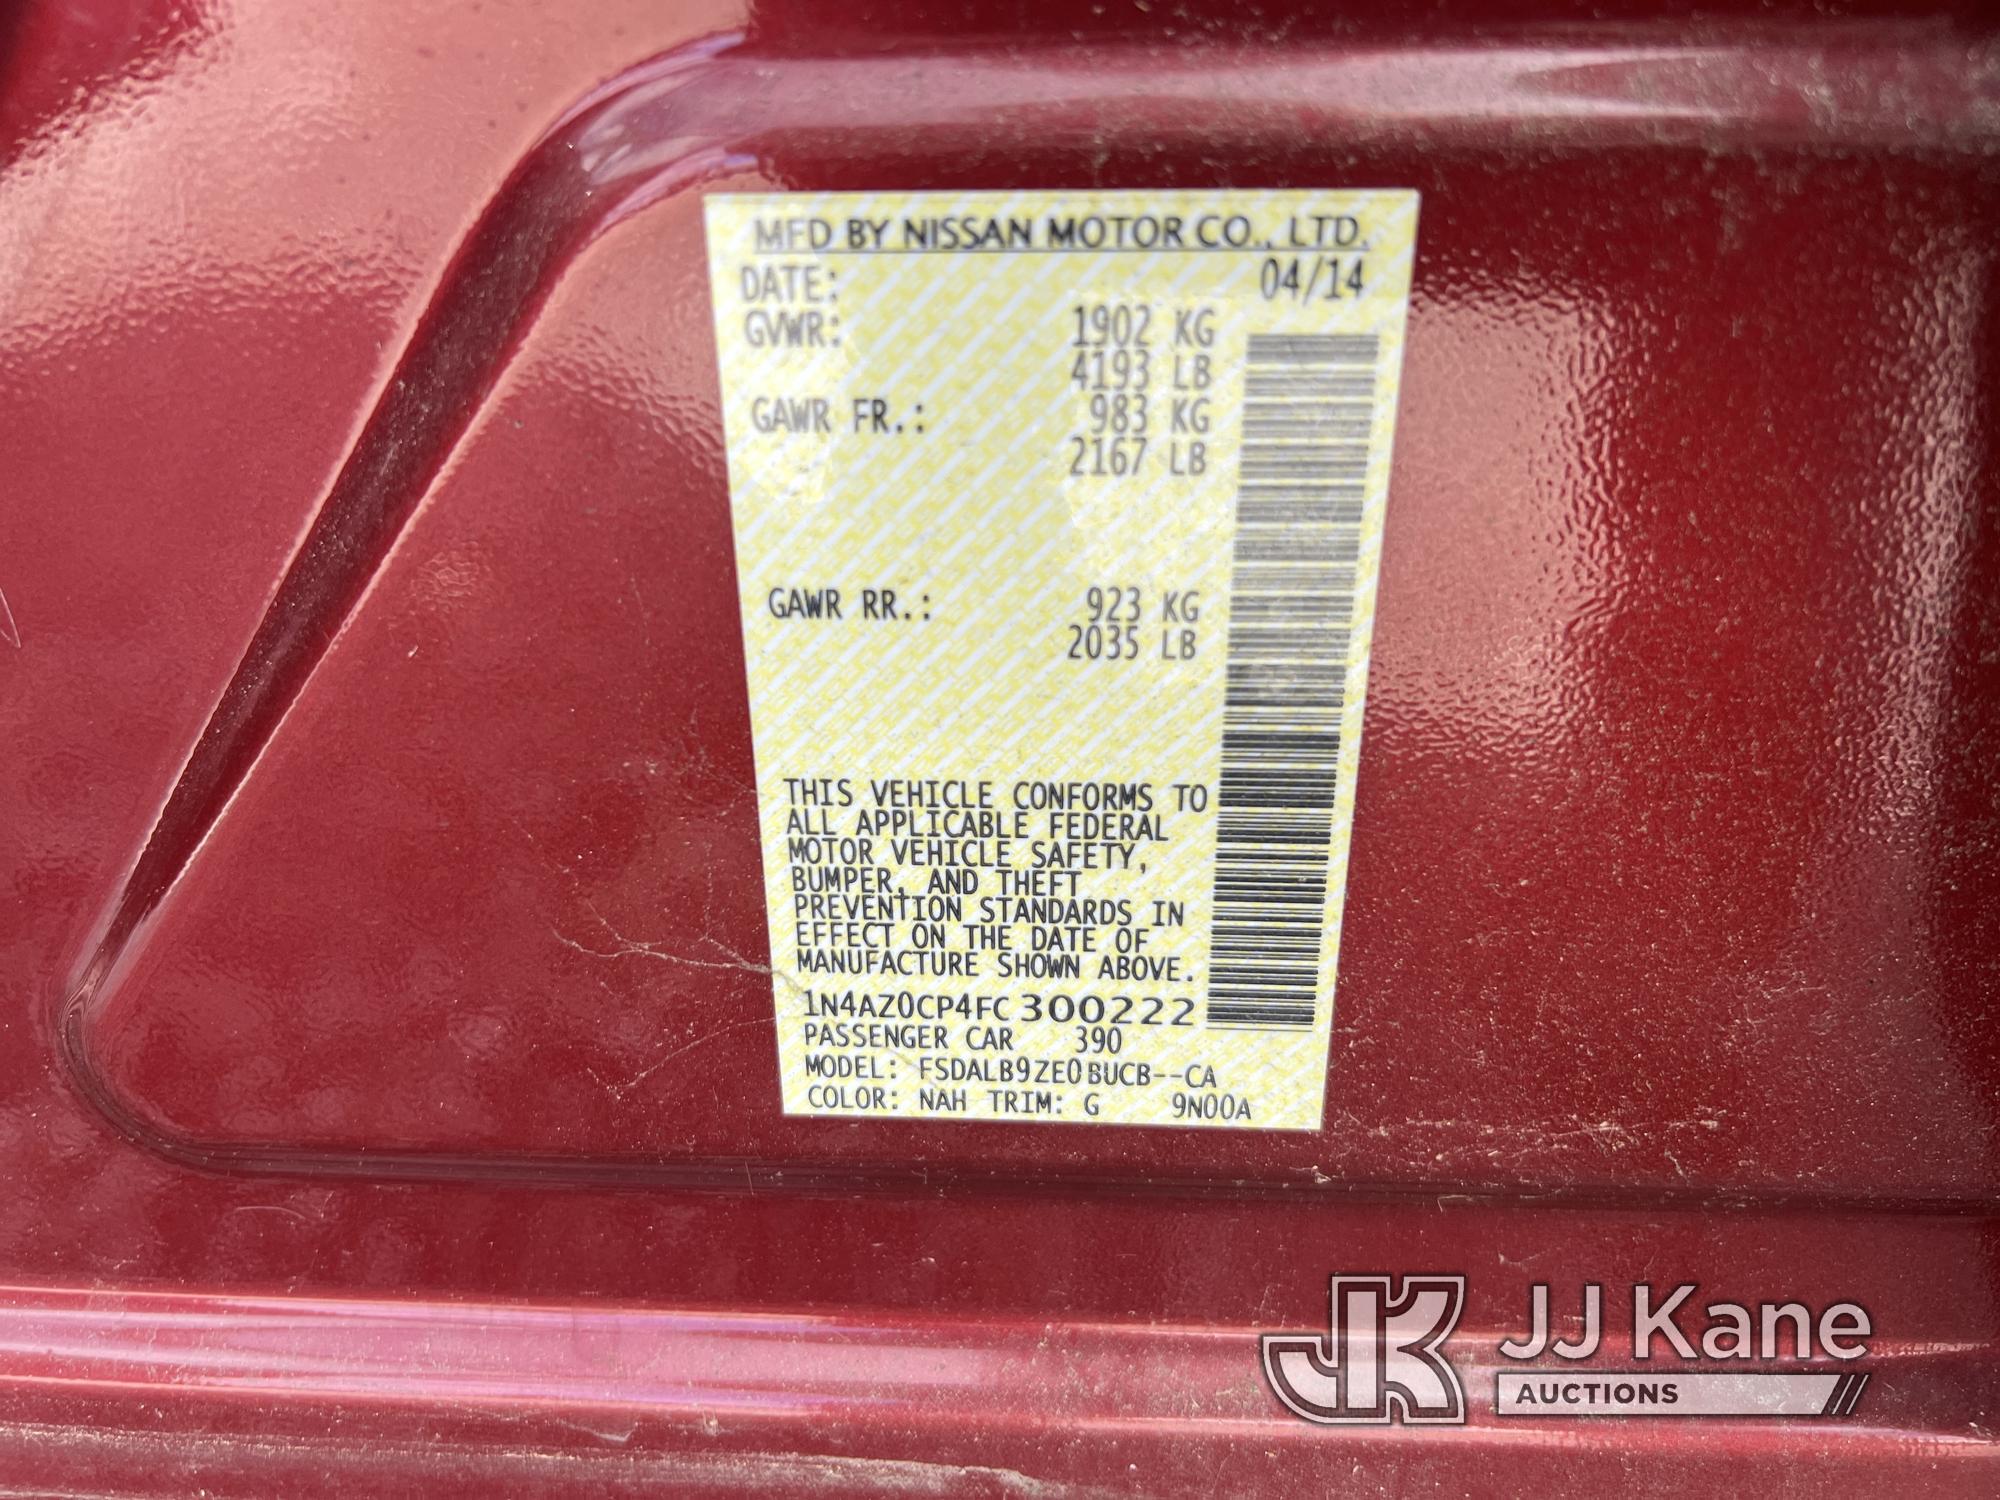 MFD BY NISSAN MOTOR CO., LTD.
DATE: 04/14
GVWR: 1902 KG
4193 LB
GAWR FR.: 983 KG
2167 LB
GAWR RR.: 923 KG
2035 LB
THIS VEHICLE CONFORMS TO
ALL APPLICABLE FEDERAL
MOTOR VEHICLE SAFETY,
BUMPER, AND THEFT
PREVENTION STANDARDS IN
EFFECT ON THE DATE OF
MANUFACTURE SHOWN ABOVE.
1N4AZ0CP4FC300222
PASSENGER CAR 390
MODEL: FSDALB9ZE0BUCB--CA
COLOR: NAH TRIM: G 9N00A
JK JJ Kane
AUCTIONS